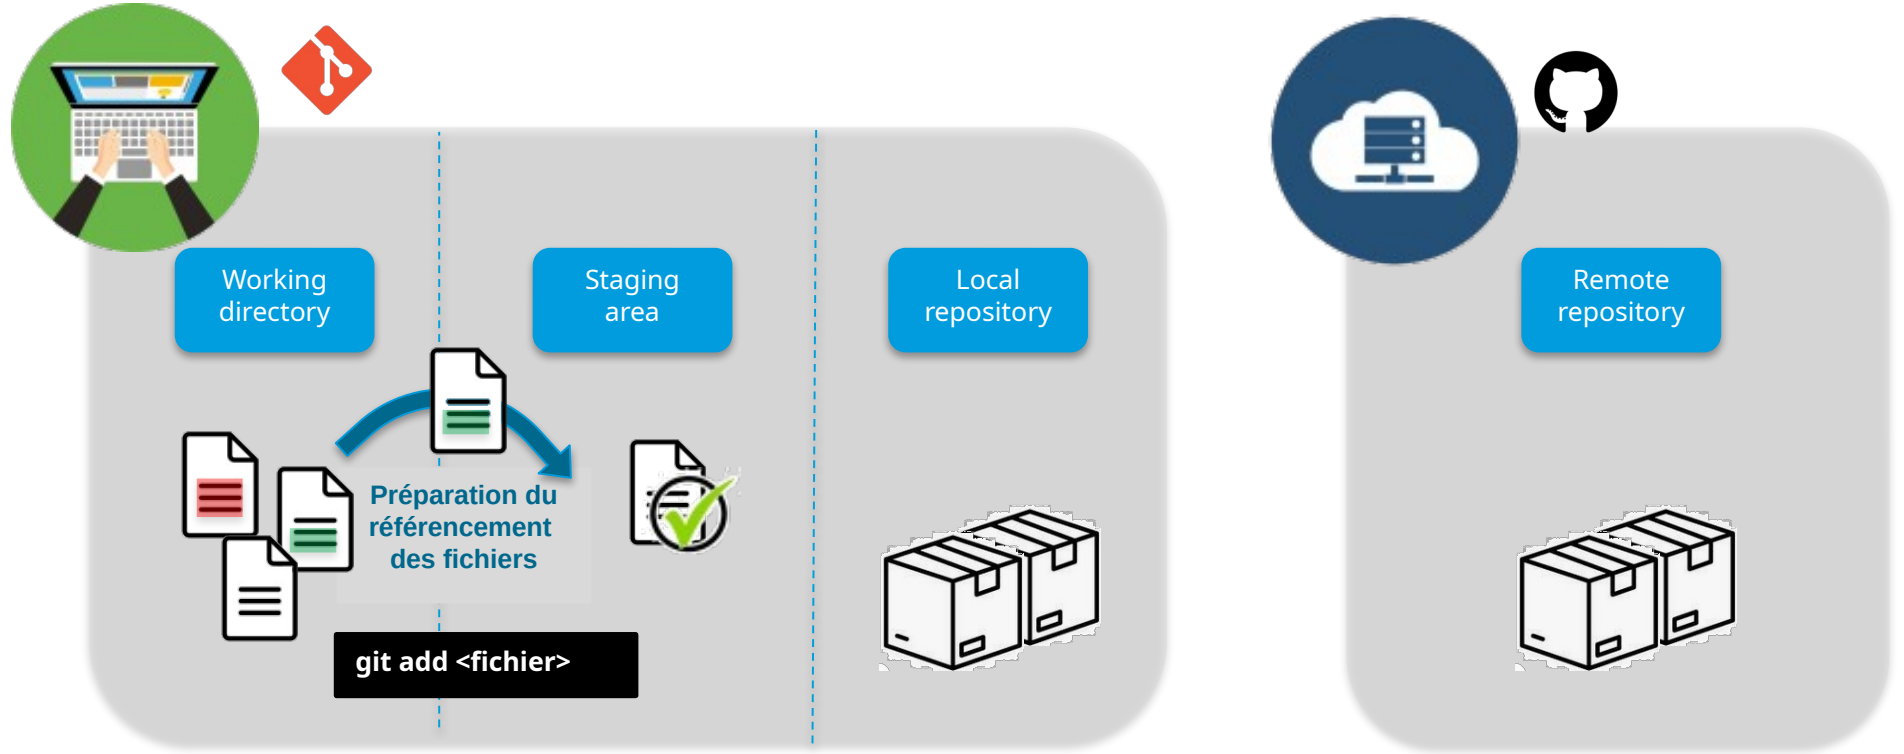 Working
directory
Staging
area
Local
repository
Remote
repository
Préparation du
référencement
des fichiers
git add <fichier>